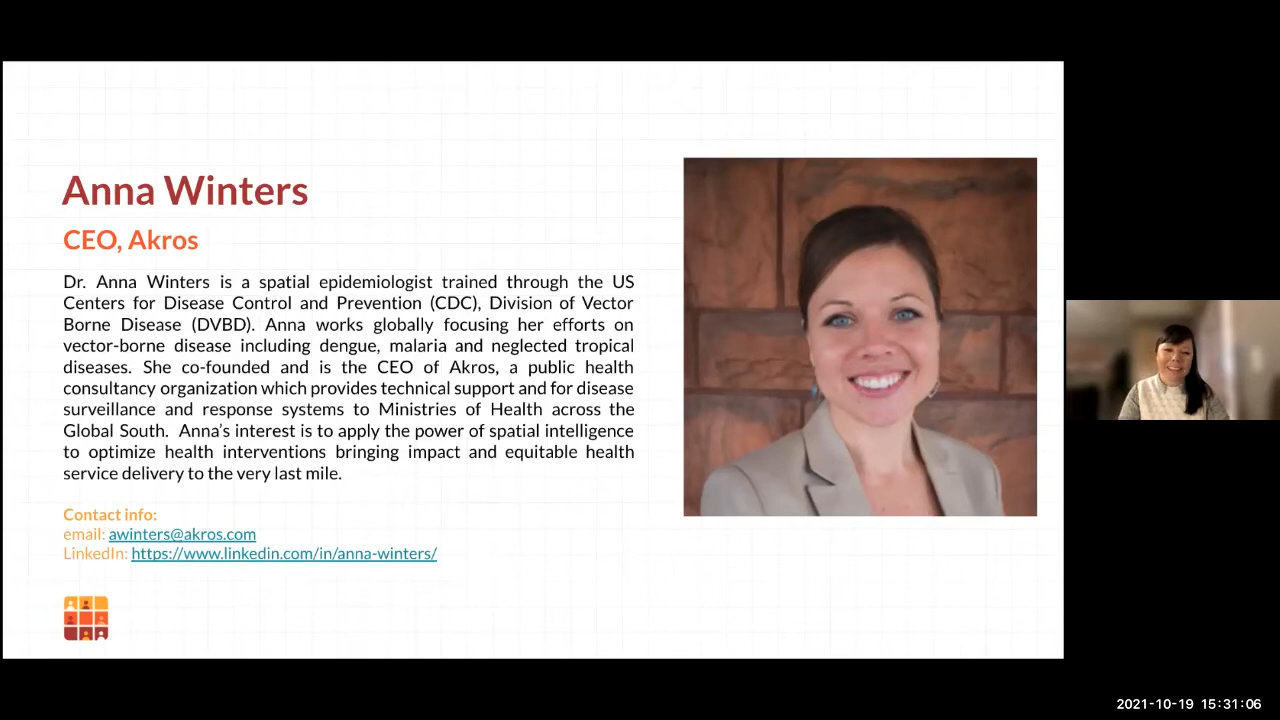 Anna Winters
CEO, Akros
Dr. Anna Winters is a spatial epidemiologist trained through the US
Centers for Disease Control and Prevention (CDC), Division of Vector
Borne Disease (DVBD). Anna works globally focusing her efforts on
vector-borne disease including dengue, malaria and neglected tropical
diseases. She co-founded and is the CEO of Akros, a public health
consultancy organization which provides technical support and for disease
surveillance and response systems to Ministries of Health across the
Global South. Anna’s interest is to apply the power of spatial intelligence
to optimize health interventions bringing impact and equitable health
service delivery to the very last mile.
Contact info:
email: awinters@akros.com
LinkedIn: https://www.linkedin.com/in/anna-winters/
2021-10-19 15:31:06